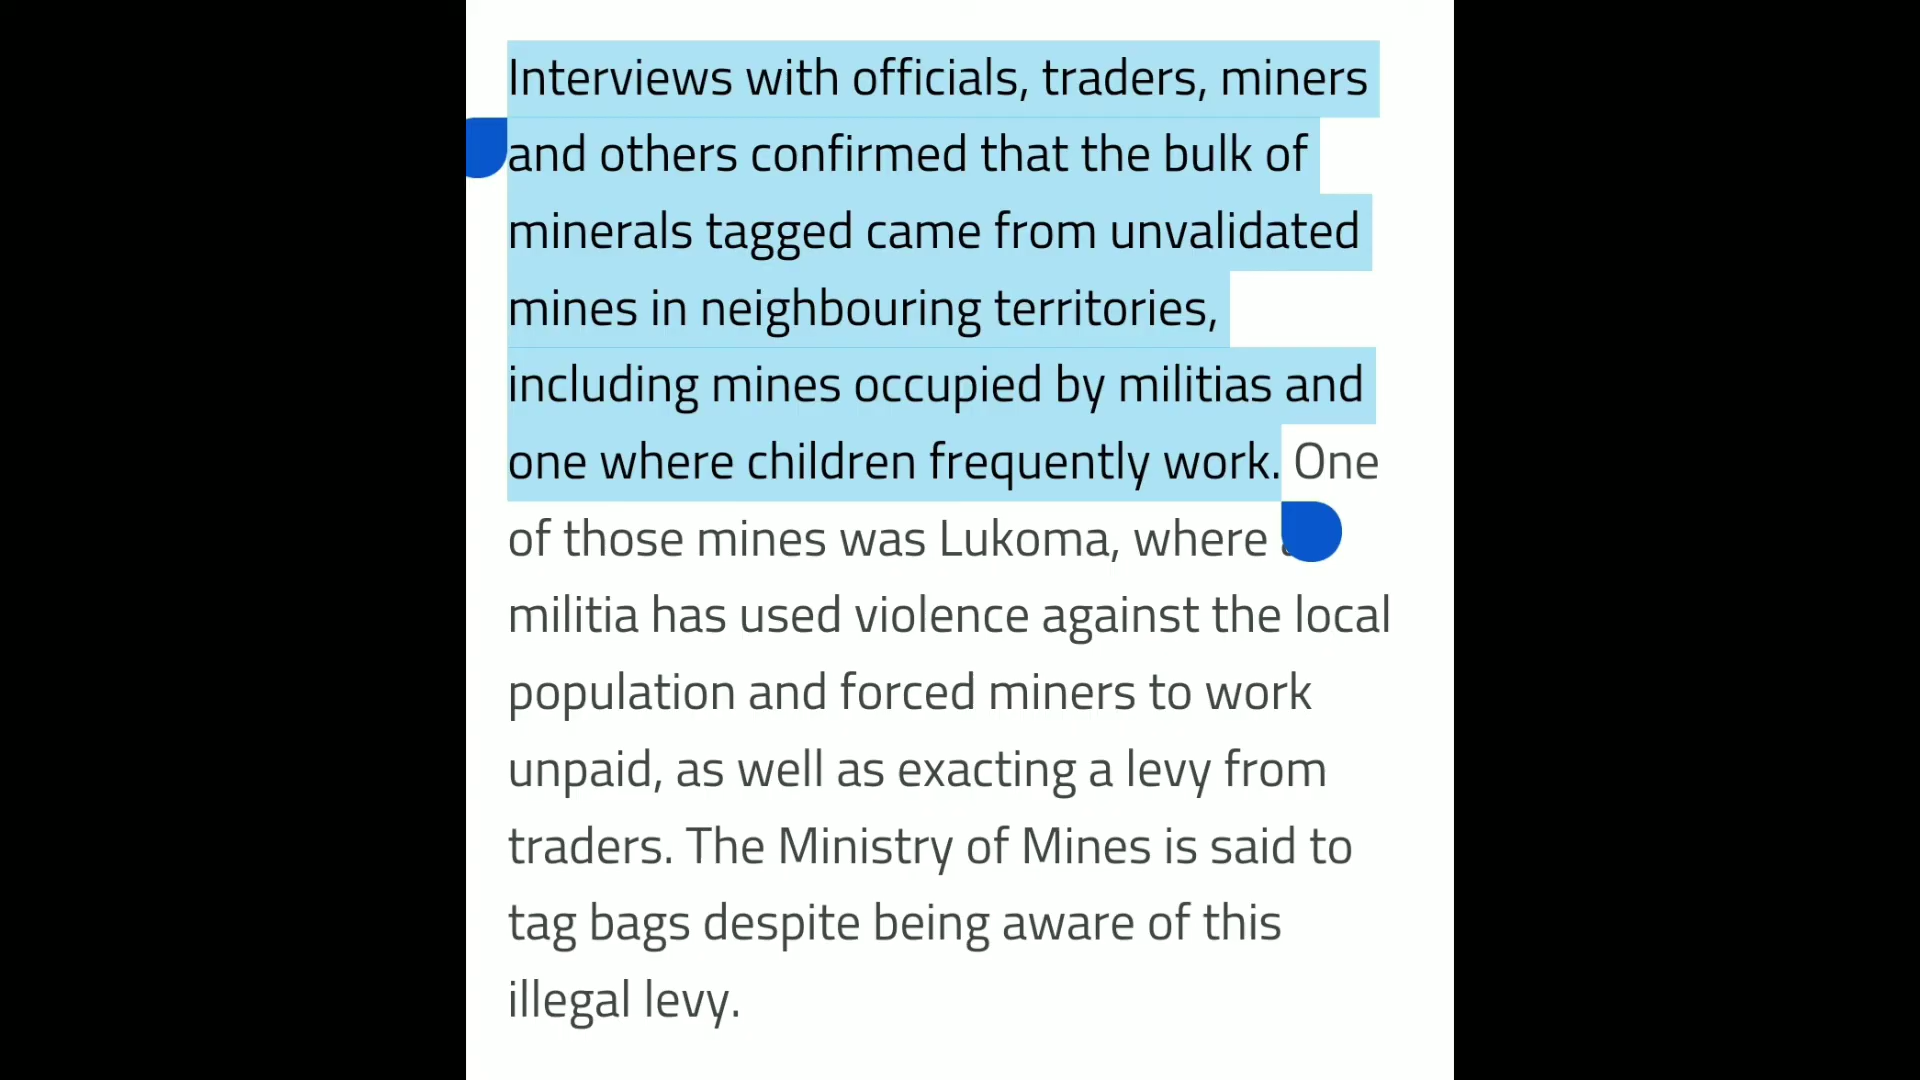 Interviews with officials, traders, miners
and others confirmed that the bulk of
minerals tagged came from unvalidated
mines in neighbouring territories,
including mines occupied by militias and
one where children frequently work. One
of those mines was Lukoma, where
militia has used violence against the local
population and forced miners to work
unpaid, as well as exacting a levy from
traders. The Ministry of Mines is said to
tag bags despite being aware of this
illegal levy.